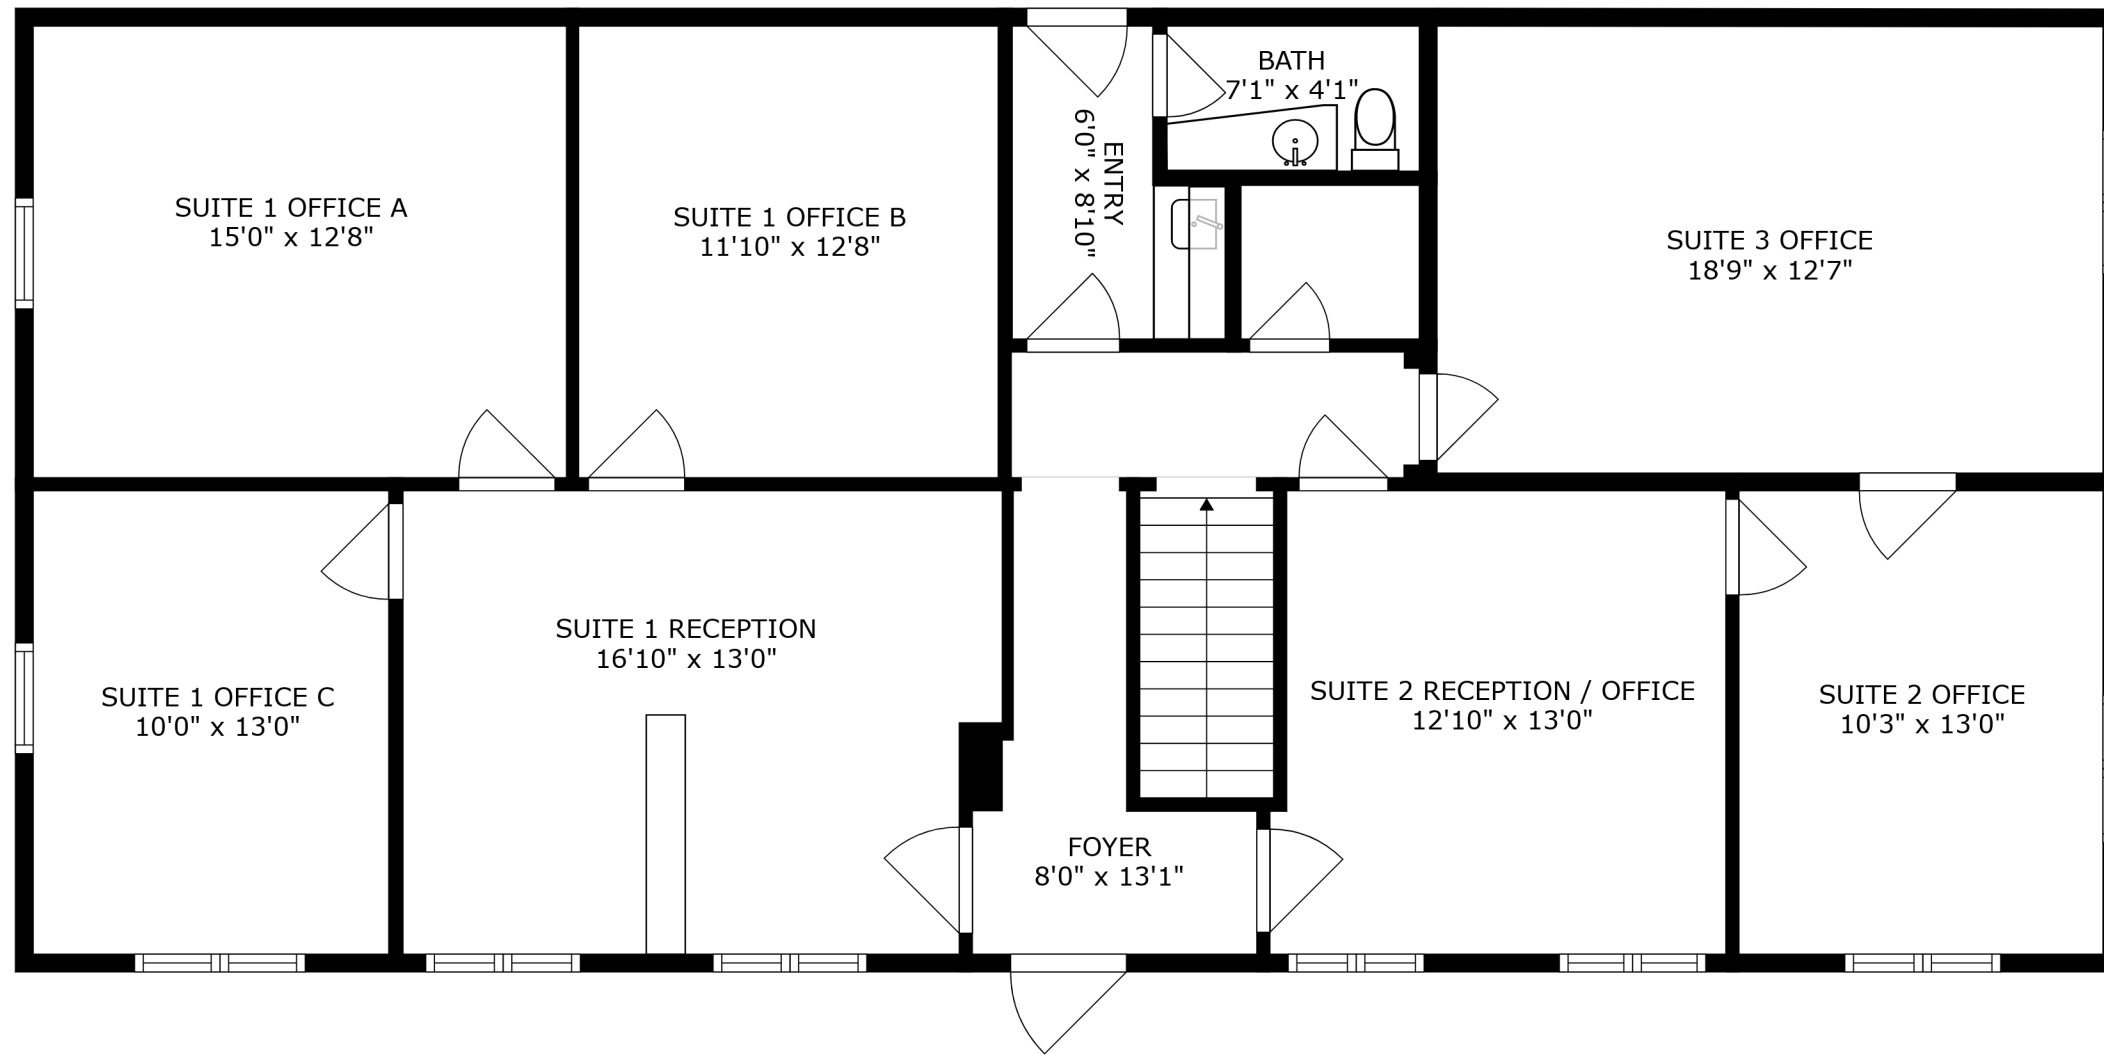 BATH
7'1" x 4'1"
ENTRY
6'0" x 8'10"
SUITE 1 OFFICE A
15'0" x 12'8"
SUITE 1 OFFICE B
11'10" x 12'8"
SUITE 3 OFFICE
18'9" x 12'7"
SUITE 1 RECEPTION
16'10" x 13'0"
SUITE 1 OFFICE C
10'0" x 13'0"
SUITE 2 RECEPTION / OFFICE
12'10" x 13'0"
SUITE 2 OFFICE
10'3" x 13'0"
FOYER
8'0" x 13'1"